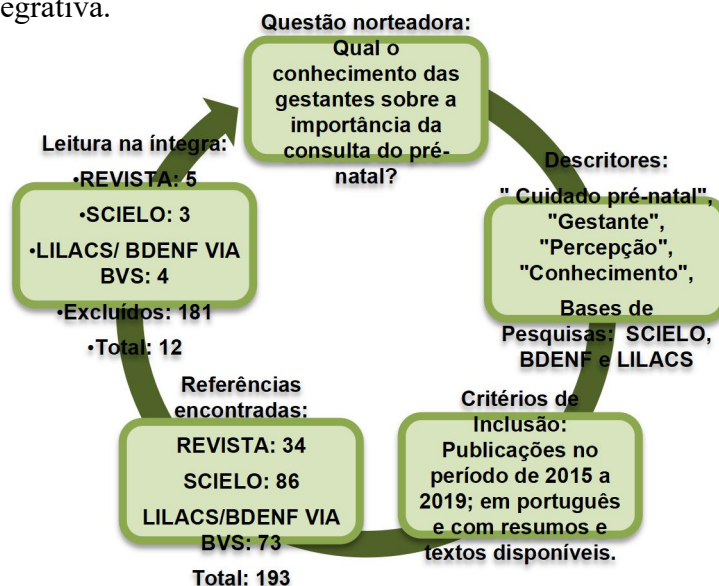 egrativa.
Questão norteadora:
Qual o
conhecimento das
gestantes sobre a
importância da
consulta do pré-
natal?
Descritores:
" Cuidado pré-natal",
"Gestante",
"Percepção",
"Conhecimento",
Bases de
Pesquisas: SCIELO,
BDENF e LILACS
Critérios de
Inclusão:
Publicações no
período de 2015 a
2019; em português
e com resumos e
textos disponíveis.
Referências
encontradas:
REVISTA: 34
SCIELO: 86
LILACS/BDENF VIA
BVS: 73
Total: 193
Leitura na íntegra:
•REVISTA: 5
•SCIELO: 3
•LILACS/ BDENF VIA
BVS: 4
•Excluídos: 181
•Total: 12